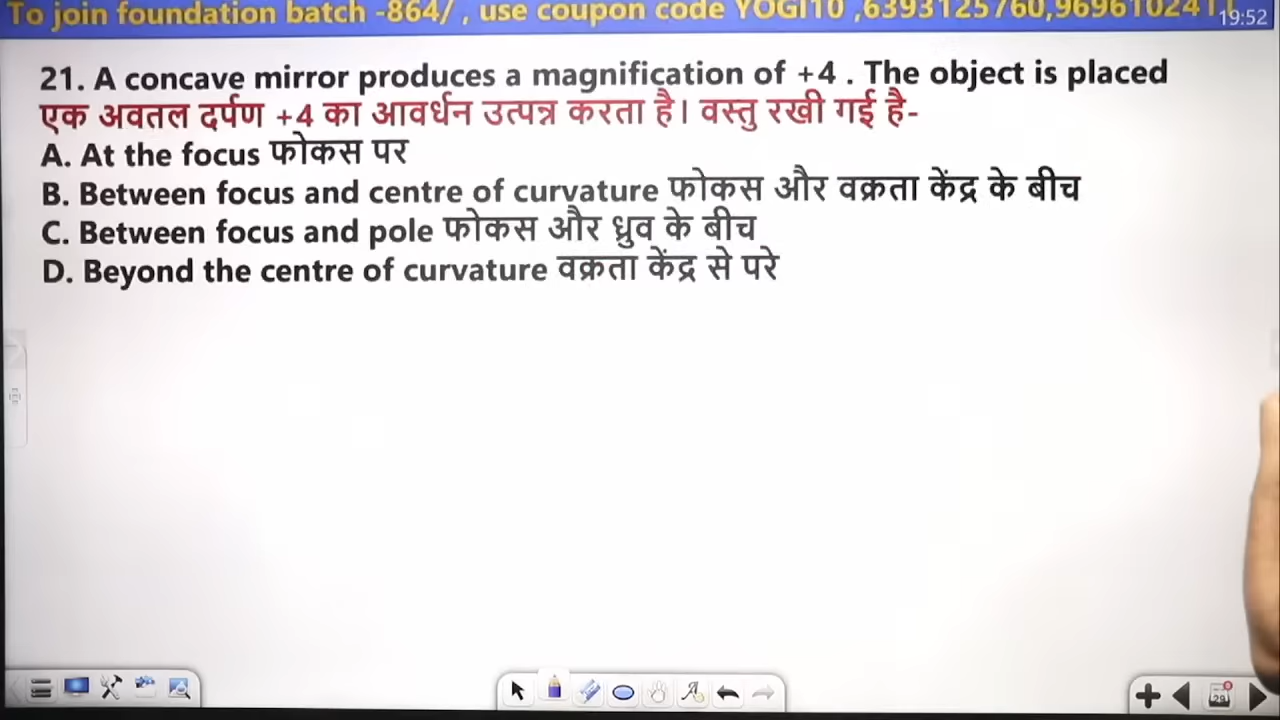 To join foundation batch -864/ , use coupon code YOGI10 ,6393125760,9696102411
19:52
21. A concave mirror produces a magnification of +4 . The object is placed
एक अवतल दर्पण +4 का आवर्धन उत्पन्न करता है। वस्तु रखी गई है-
A. At the focus फोकस पर
B. Between focus and centre of curvature फोकस और वक्रता केंद्र के बीच
C. Between focus and pole फोकस और ध्रुव के बीच
D. Beyond the centre of curvature वक्रता केंद्र से परे